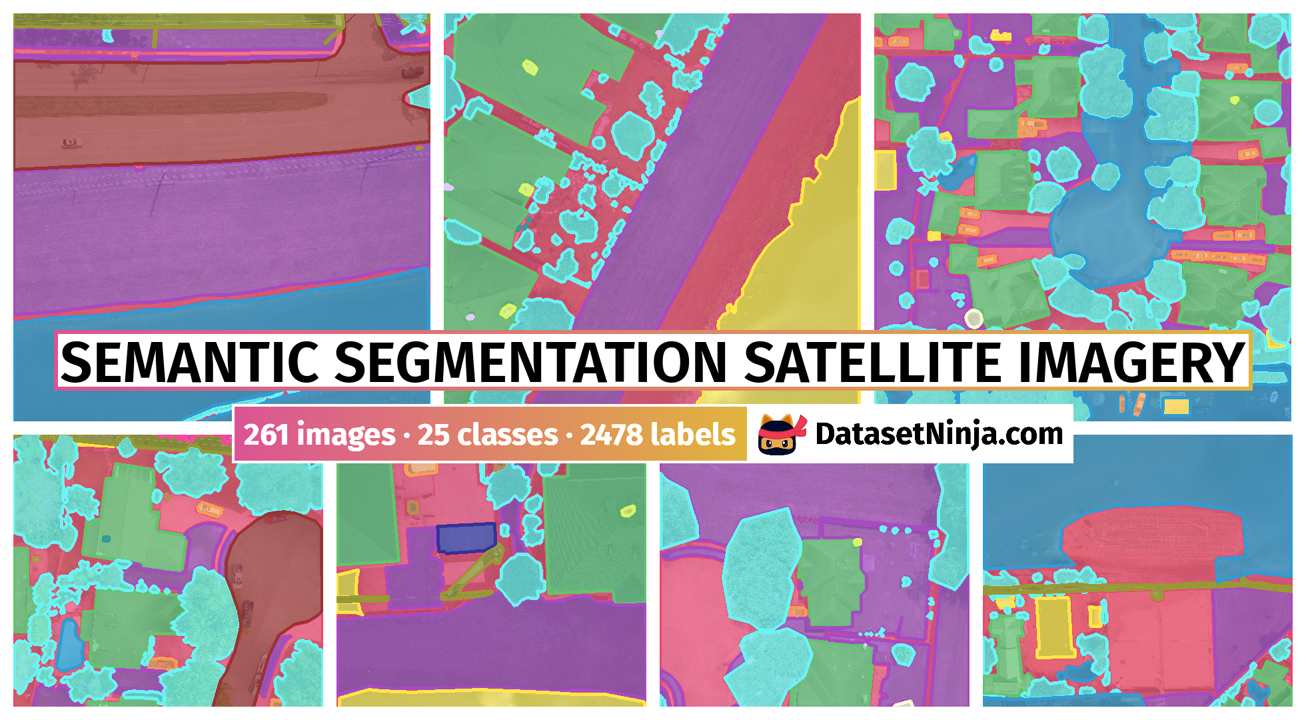 SEMANTIC SEGMENTATION SATELLITE IMAGERY
261 images · 25 classes · 2478 labels DatasetNinja.com